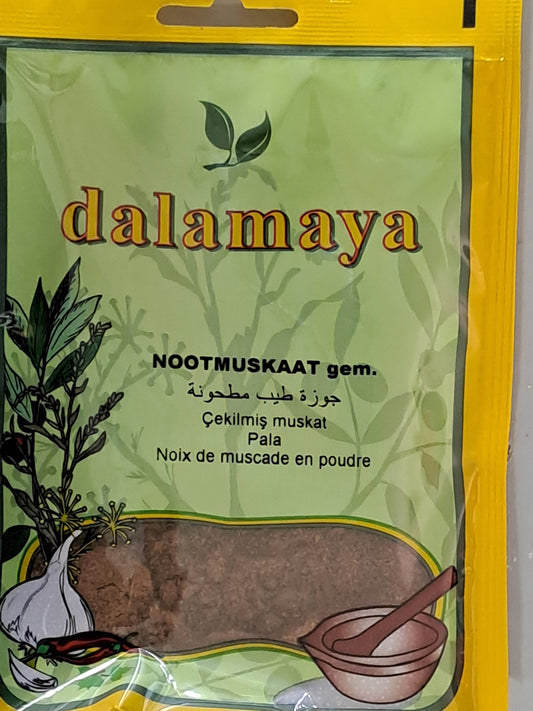 dalamaya
NOOTMUSKAAT gem.
جوزة طيب مطحونة
Çekilmiş muskat
Pala
Noix de muscade en poudre